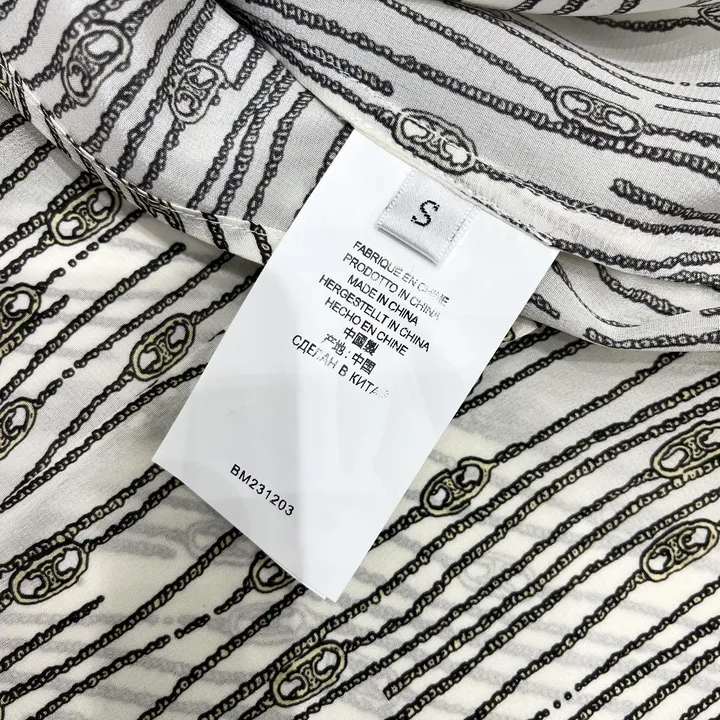 S
FABRIQUE EN CHINE
PRODOTTO IN CHINA
MADE IN CHINA
HERGESTELLT IN CHINA
HECHO EN CHINE
中國製
产地：中国
СДЕЛАН В КИТАЕ
BM231203